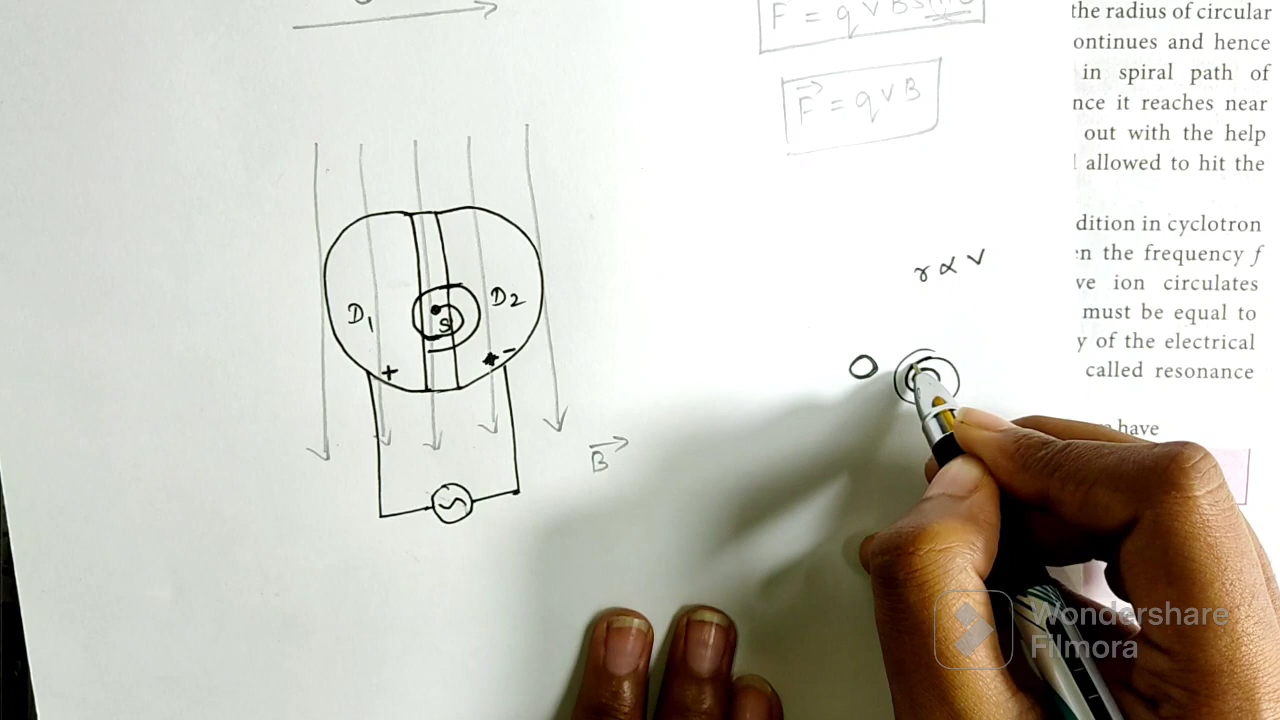 F = qVB sinθ
F = qVB
D1
D2
S
+
-
B
r ∝ V
the radius of circular
ontinues and hence
in spiral path of
nce it reaches near
out with the help
allowed to hit the
dition in cyclotron
n the frequency f
ve ion circulates
must be equal to
y of the electrical
called resonance
have
Wondershare
Filmora